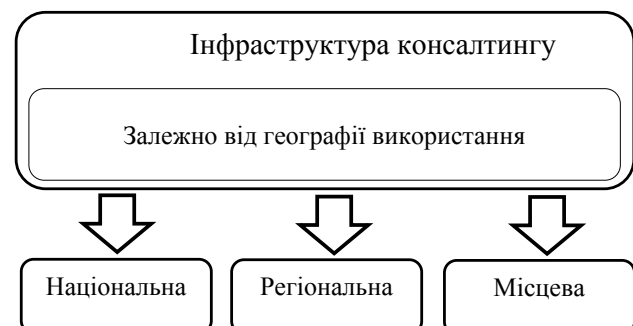 Інфраструктура консалтингу
Залежно від географії використання
Національна
Регіональна
Місцева